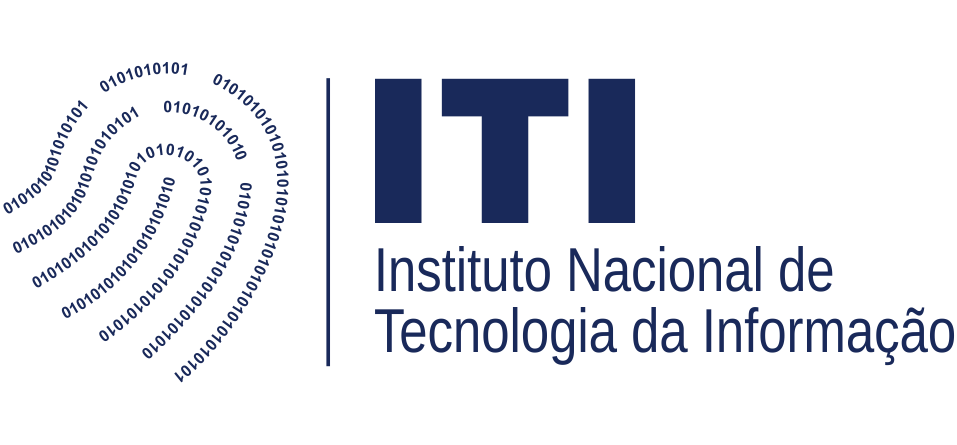 ITI
Instituto Nacional de
Tecnologia da Informação